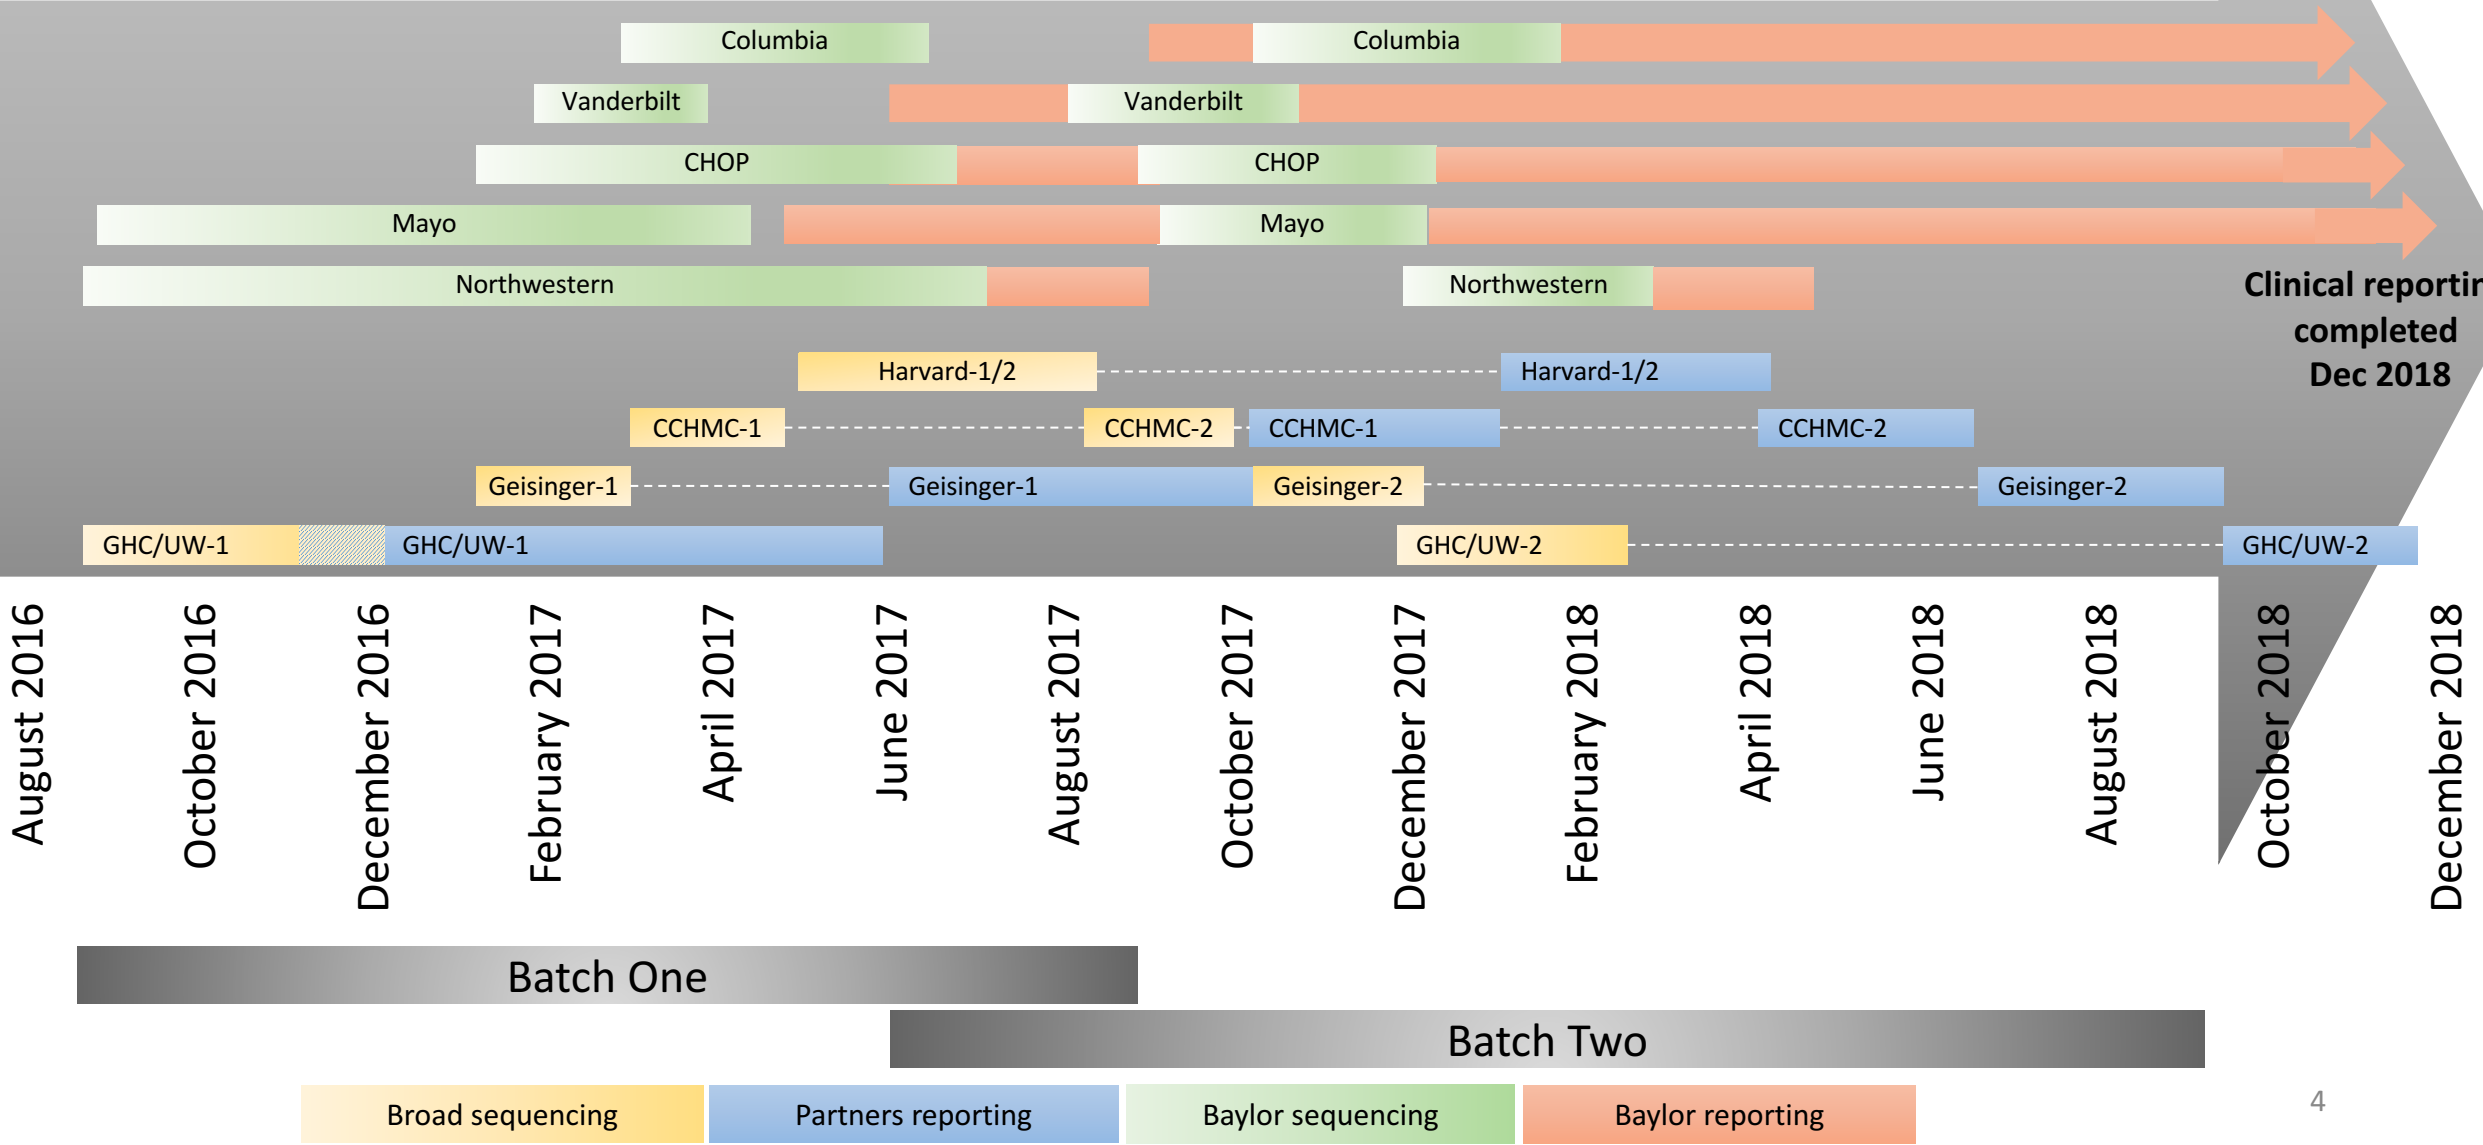 Columbia
Columbia
Vanderbilt
Vanderbilt
CHOP
CHOP
Mayo
Mayo
Northwestern
Northwestern
Clinical reportin
completed
Dec 2018
Harvard-1/2
Harvard-1/2
CCHMC-1
CCHMC-2
CCHMC-1
CCHMC-2
Geisinger-1
Geisinger-1
Geisinger-2
Geisinger-2
GHC/UW-1
GHC/UW-1
GHC/UW-2
GHC/UW-2
August 2016
October 2016
December 2016
February 2017
April 2017
June 2017
August 2017
October 2017
December 2017
February 2018
April 2018
June 2018
August 2018
October 2018
December 2018
Batch One
Batch Two
Broad sequencing
Partners reporting
Baylor sequencing
Baylor reporting
4